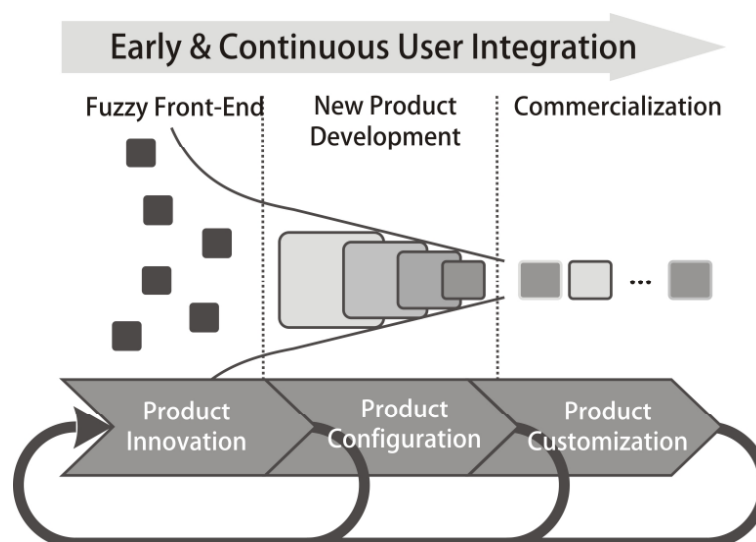 Early & Continuous User Integration
Fuzzy Front-End
New Product
Development
Commercialization
...
Product
Innovation
Product
Configuration
Product
Customization